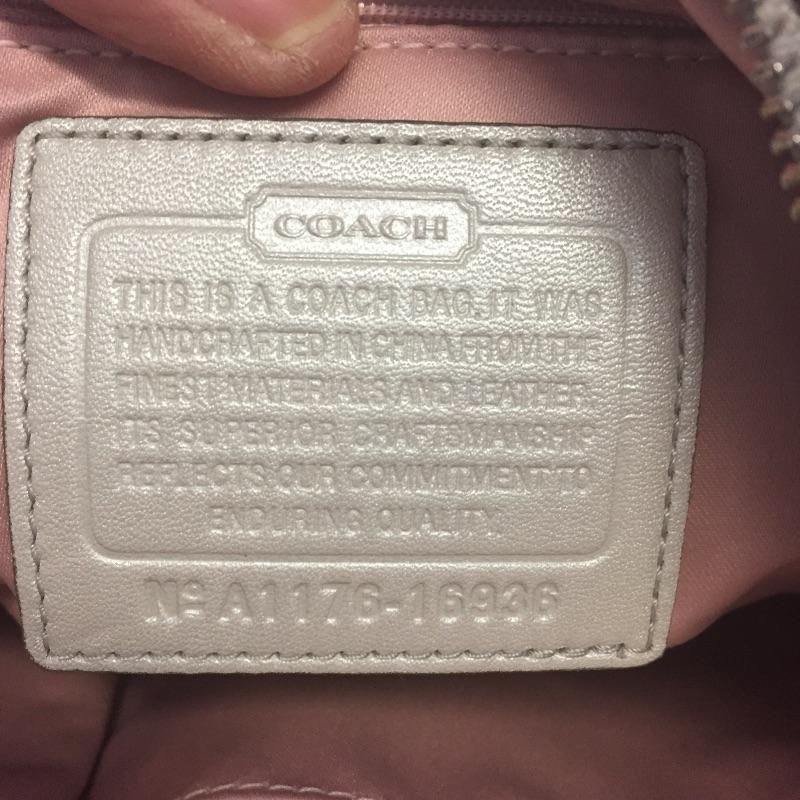 COACH
THIS IS A COACH BAG. IT WAS
HANDCRAFTED IN CHINA FROM THE
FINEST MATERIALS AND LEATHER.
ITS SUPERIOR CRAFTSMANSHIP
REFLECTS OUR COMMITMENT TO
ENDURING QUALITY.
Nº A1176-16936